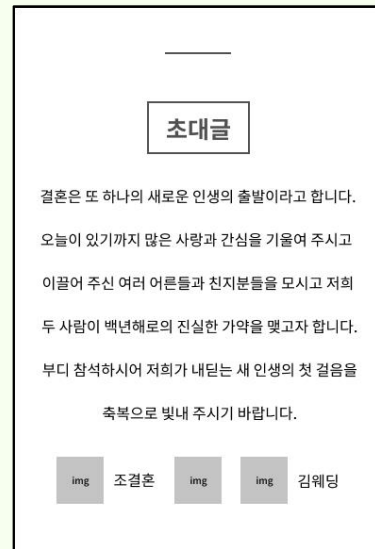 초대글
결혼은 또 하나의 새로운 인생의 출발이라고 합니다.
오늘이 있기까지 많은 사랑과 간심을 기울여 주시고
이끌어 주신 여러 어른들과 친지분들을 모시고 저희
두 사람이 백년해로의 진실한 가약을 맺고자 합니다.
부디 참석하시어 저희가 내딛는 새 인생의 첫 걸음을
축복으로 빛내 주시기 바랍니다.
img 조결혼 img img 김웨딩